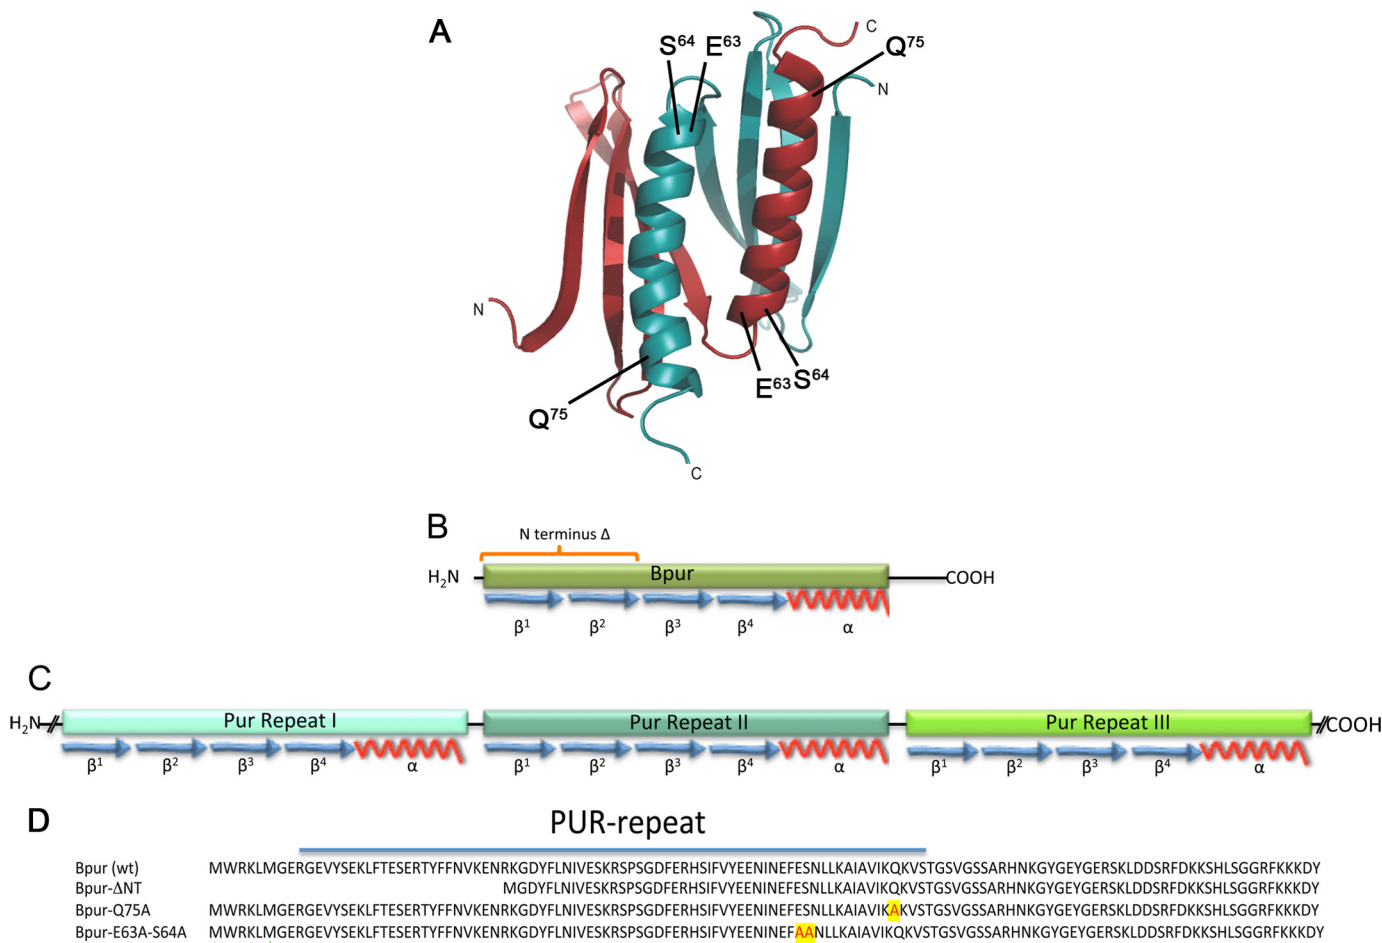 A
S64 E63
Q75
C
N
N
E63 S64
Q75
C
B
N terminus Δ
H2N
Bpur
COOH
β1 β2 β3 β4 α
C
H2N
Pur Repeat I
Pur Repeat II
Pur Repeat III
COOH
β1 β2 β3 β4 α β1 β2 β3 β4 α β1 β2 β3 β4 α
D
PUR-repeat
Bpur (wt) MWRKLMGERGEVYSEKLFTESERTYFFNVKENRKGDYFLNIVESKRSPSGDFERHSIFVYEENINEFESNLLKAIAVIKQKVSTGSVGSSARHNKGYGEYGERSKLDDSRFDKKSHLSGGRFKKKDY
Bpur-ΔNT MGDYFLNIVESKRSPSGDFERHSIFVYEENINEFESNLLKAIAVIKQKVSTGSVGSSARHNKGYGEYGERSKLDDSRFDKKSHLSGGRFKKKDY
Bpur-Q75A MWRKLMGERGEVYSEKLFTESERTYFFNVKENRKGDYFLNIVESKRSPSGDFERHSIFVYEENINEFESNLLKAIAVIKAKVSTGSVGSSARHNKGYGEYGERSKLDDSRFDKKSHLSGGRFKKKDY
Bpur-E63A-S64A MWRKLMGERGEVYSEKLFTESERTYFFNVKENRKGDYFLNIVESKRSPSGDFERHSIFVYEENINEFAANLLKAIAVIKQKVSTGSVGSSARHNKGYGEYGERSKLDDSRFDKKSHLSGGRFKKKDY